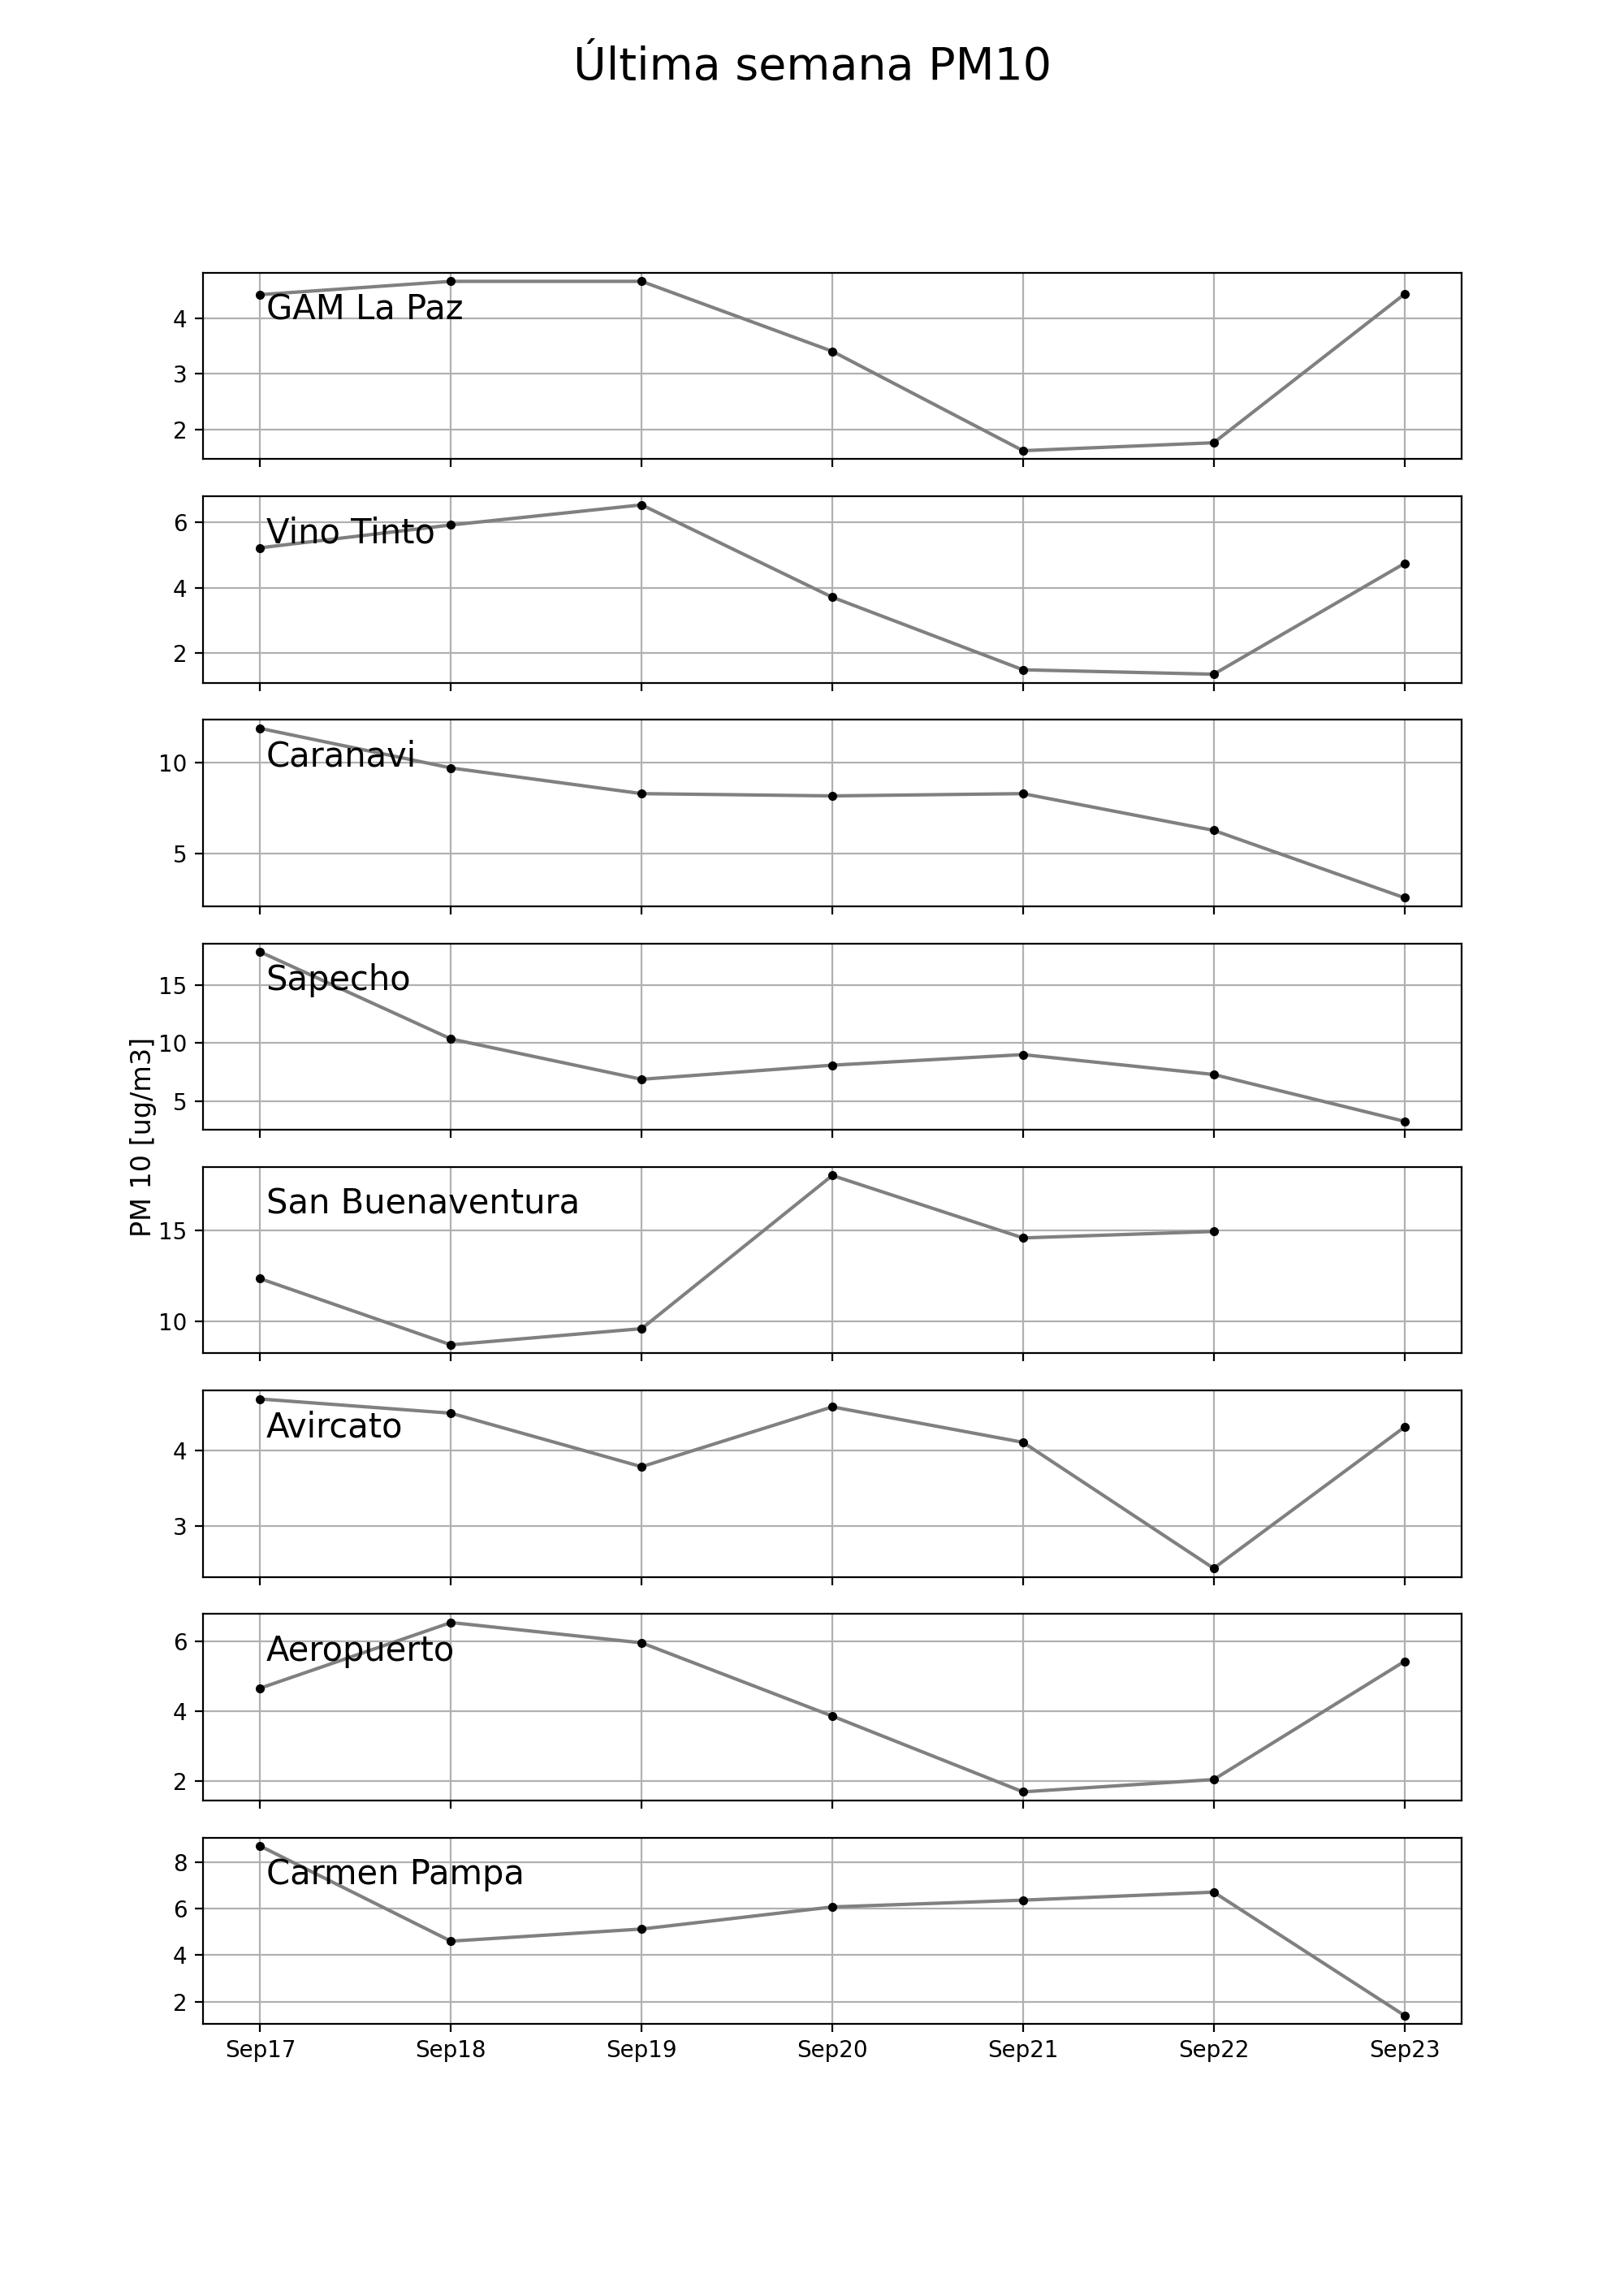 Última semana PM10
GAM La Paz
4
3
2
Vino Tinto
6
4
2
Caranavi
10
5
Sapecho
15
10
5
PM 10 [ug/m3]
San Buenaventura
15
10
Avircato
4
3
Aeropuerto
6
4
2
Carmen Pampa
8
6
4
2
Sep17 Sep18 Sep19 Sep20 Sep21 Sep22 Sep23